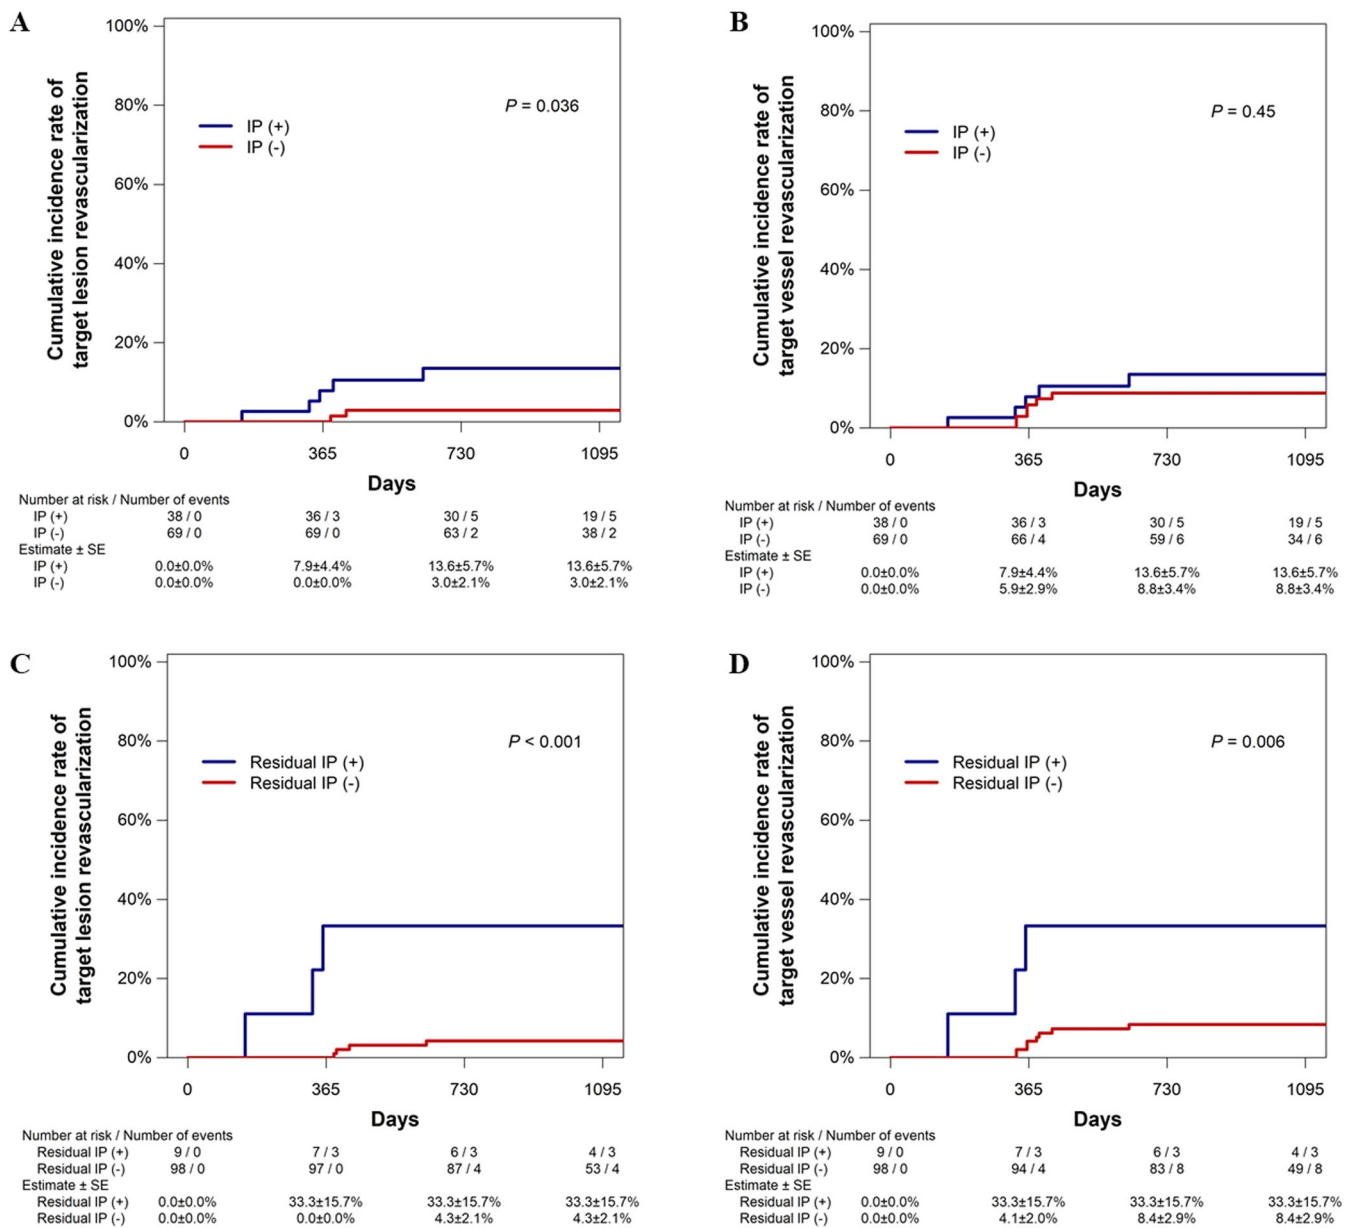 A
Cumulative incidence rate of
target lesion revascularization
100%
80%
60%
40%
20%
0%
P = 0.036
IP (+)
IP (-)
0 365 730 1095
Days
Number at risk / Number of events
IP (+) 38 / 0 36 / 3 30 / 5 19 / 5
IP (-) 69 / 0 69 / 0 63 / 2 38 / 2
Estimate ± SE
IP (+) 0.0±0.0% 7.9±4.4% 13.6±5.7% 13.6±5.7%
IP (-) 0.0±0.0% 0.0±0.0% 3.0±2.1% 3.0±2.1%
B
Cumulative incidence rate of
target vessel revascularization
100%
80%
60%
40%
20%
0%
P = 0.45
IP (+)
IP (-)
0 365 730 1095
Days
Number at risk / Number of events
IP (+) 38 / 0 36 / 3 30 / 5 19 / 5
IP (-) 69 / 0 66 / 4 59 / 6 34 / 6
Estimate ± SE
IP (+) 0.0±0.0% 7.9±4.4% 13.6±5.7% 13.6±5.7%
IP (-) 0.0±0.0% 5.9±2.9% 8.8±3.4% 8.8±3.4%
C
Cumulative incidence rate of
target lesion revascularization
100%
80%
60%
40%
20%
0%
P < 0.001
Residual IP (+)
Residual IP (-)
0 365 730 1095
Days
Number at risk / Number of events
Residual IP (+) 9 / 0 7 / 3 6 / 3 4 / 3
Residual IP (-) 98 / 0 97 / 0 87 / 4 53 / 4
Estimate ± SE
Residual IP (+) 0.0±0.0% 33.3±15.7% 33.3±15.7% 33.3±15.7%
Residual IP (-) 0.0±0.0% 0.0±0.0% 4.3±2.1% 4.3±2.1%
D
Cumulative incidence rate of
target vessel revascularization
100%
80%
60%
40%
20%
0%
P = 0.006
Residual IP (+)
Residual IP (-)
0 365 730 1095
Days
Number at risk / Number of events
Residual IP (+) 9 / 0 7 / 3 6 / 3 4 / 3
Residual IP (-) 98 / 0 94 / 4 83 / 8 49 / 8
Estimate ± SE
Residual IP (+) 0.0±0.0% 33.3±15.7% 33.3±15.7% 33.3±15.7%
Residual IP (-) 0.0±0.0% 4.1±2.0% 8.4±2.9% 8.4±2.9%